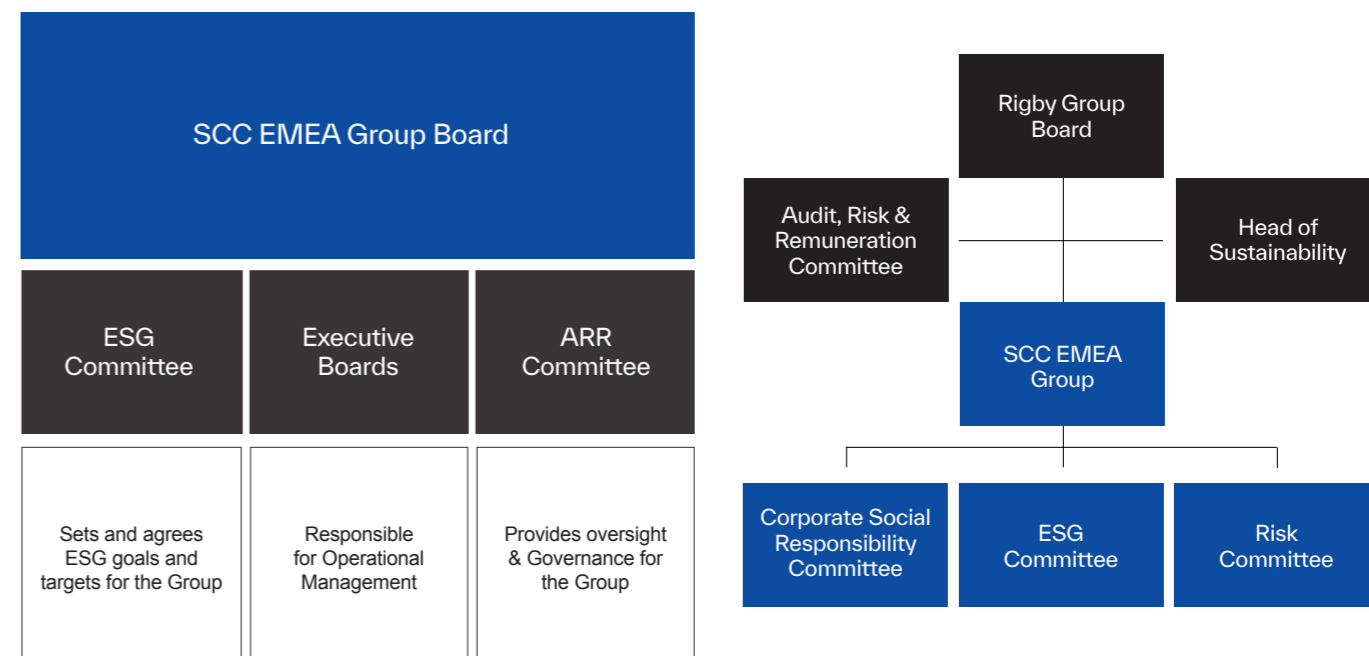 SCC EMEA Group Board
ESG
Committee
Executive
Boards
ARR
Committee
Sets and agrees
ESG goals and
targets for the Group
Responsible
for Operational
Management
Provides oversight
& Governance for
the Group
Rigby Group
Board
Audit, Risk &
Remuneration
Committee
Head of
Sustainability
SCC EMEA
Group
Corporate Social
Responsibility
Committee
ESG
Committee
Risk
Committee